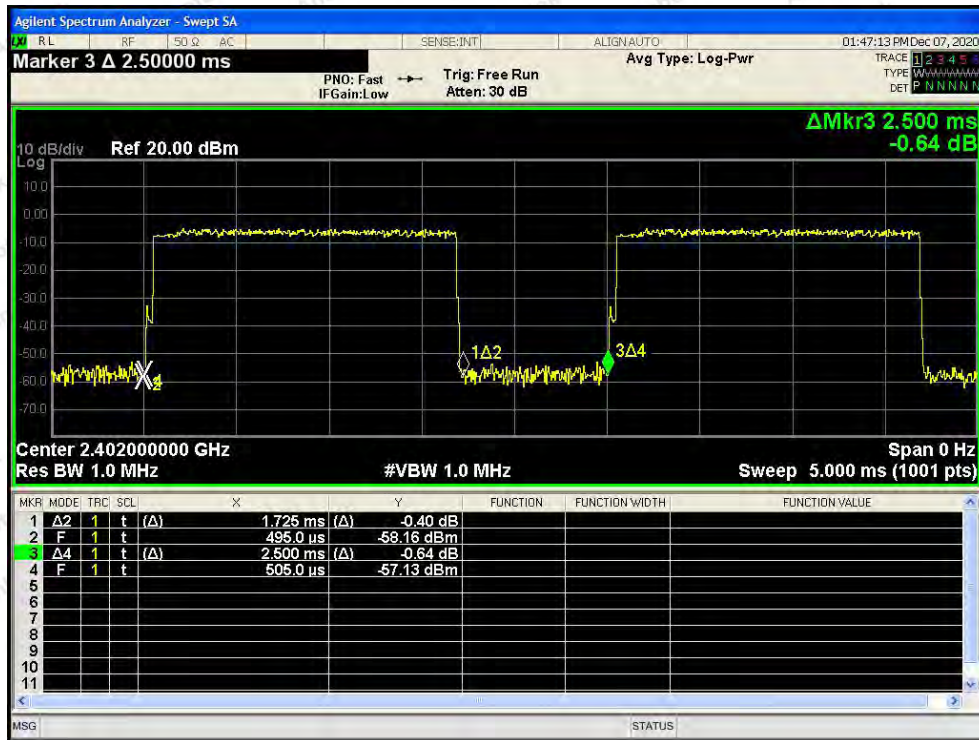 Agilent Spectrum Analyzer - Swept SA
LXI RL RF 50 Ω AC SENSE:INT ALIGNAUTO 01:47:13 PM Dec 07, 2020
Marker 3 Δ 2.50000 ms
PNO: Fast
IFGain:Low
Trig: Free Run
Atten: 30 dB
Avg Type: Log-Pwr
TRACE 1 2 3 4 5 6
TYPE W
DET P N N N N N
ΔMkr3 2.500 ms
-0.64 dB
10 dB/div Ref 20.00 dBm
Log
10.0
0.00
-10.0
-20.0
-30.0
-40.0
-50.0
-60.0
-70.0
1Δ2
3Δ4
Center 2.402000000 GHz Span 0 Hz
Res BW 1.0 MHz #VBW 1.0 MHz Sweep 5.000 ms (1001 pts)
MKR MODE TRC SCL X Y FUNCTION FUNCTION WIDTH FUNCTION VALUE
1 Δ2 1 t (Δ) 1.725 ms (Δ) -0.40 dB
2 F 1 t 495.0 µs -58.16 dBm
3 Δ4 1 t (Δ) 2.500 ms (Δ) -0.64 dB
4 F 1 t 505.0 µs -57.13 dBm
5
6
7
8
9
10
11
MSG STATUS